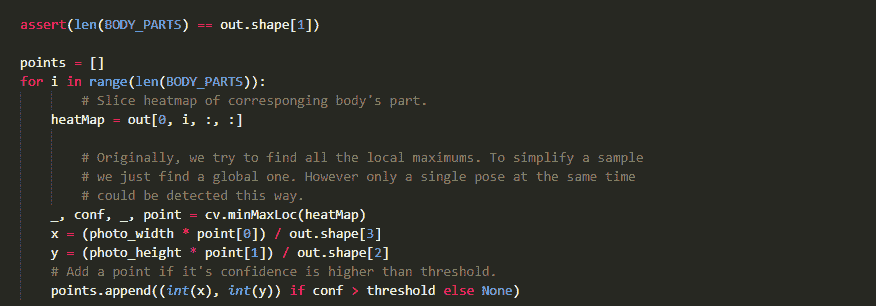 assert(len(BODY_PARTS) == out.shape[1])
points = []
for i in range(len(BODY_PARTS)):
# Slice heatmap of corresponging body's part.
heatMap = out[0, i, :, :]
# Originally, we try to find all the local maximums. To simplify a sample
# we just find a global one. However only a single pose at the same time
# could be detected this way.
_, conf, _, point = cv.minMaxLoc(heatMap)
x = (photo_width * point[0]) / out.shape[3]
y = (photo_height * point[1]) / out.shape[2]
# Add a point if it's confidence is higher than threshold.
points.append((int(x), int(y)) if conf > threshold else None)